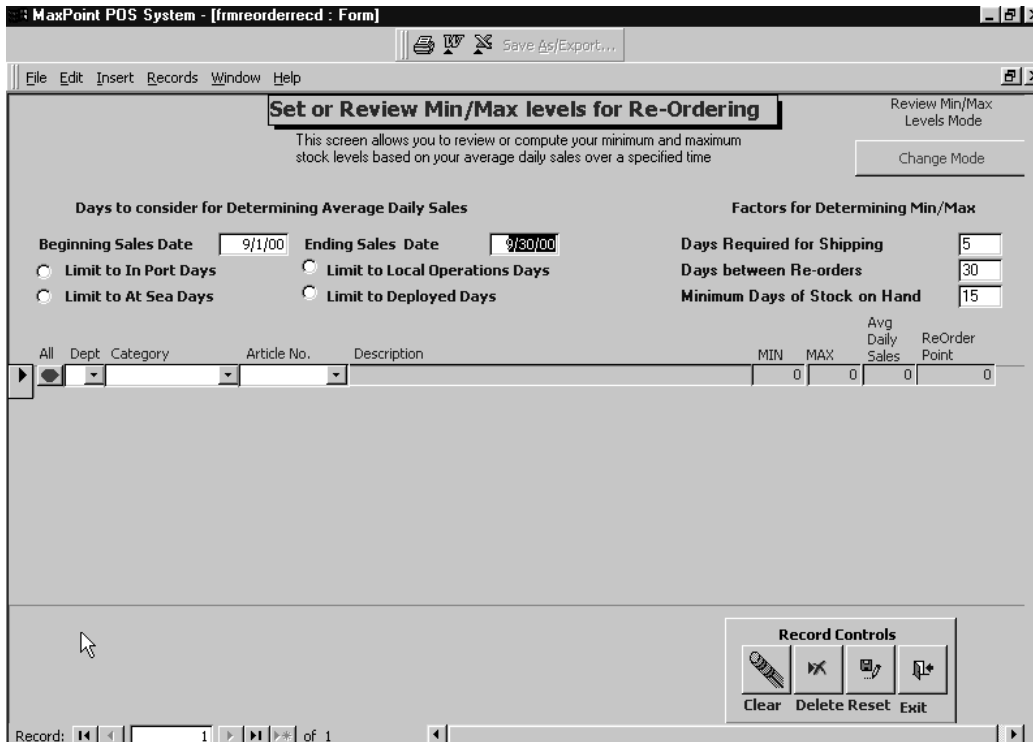 MaxPoint POS System - [frmreorderrecd : Form]
Save As/Export...
File Edit Insert Records Window Help
Set or Review Min/Max levels for Re-Ordering
Review Min/Max Levels Mode
This screen allows you to review or compute your minimum and maximum
stock levels based on your average daily sales over a specified time
Change Mode
Days to consider for Determining Average Daily Sales
Factors for Determining Min/Max
Beginning Sales Date 9/1/00 Ending Sales Date 9/30/00
Days Required for Shipping 5
Limit to In Port Days Limit to Local Operations Days
Days between Re-orders 30
Limit to At Sea Days Limit to Deployed Days
Minimum Days of Stock on Hand 15
All Dept Category Article No. Description MIN MAX Avg Daily Sales ReOrder Point
0 0 0 0
Record Controls
Clear Delete Reset Exit
Record: 1 of 1